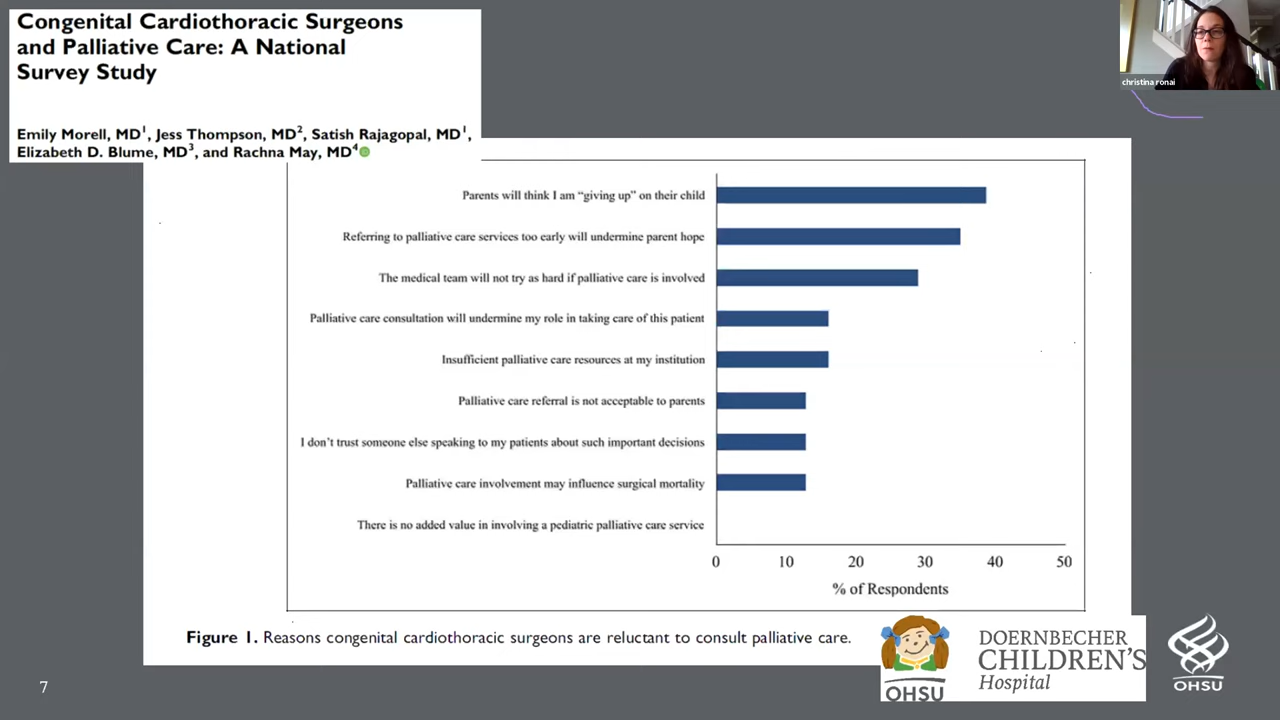 Congenital Cardiothoracic Surgeons
and Palliative Care: A National
Survey Study
Emily Morell, MD1, Jess Thompson, MD2, Satish Rajagopal, MD1,
Elizabeth D. Blume, MD3, and Rachna May, MD4
christina ronai
Parents will think I am “giving up” on their child
Referring to palliative care services too early will undermine parent hope
The medical team will not try as hard if palliative care is involved
Palliative care consultation will undermine my role in taking care of this patient
Insufficient palliative care resources at my institution
Palliative care referral is not acceptable to parents
I don’t trust someone else speaking to my patients about such important decisions
Palliative care involvement may influence surgical mortality
There is no added value in involving a pediatric palliative care service
0 10 20 30 40 50
% of Respondents
Figure 1. Reasons congenital cardiothoracic surgeons are reluctant to consult palliative care.
OHSU
DOERNBECHER
CHILDREN'S
Hospital
OHSU
7